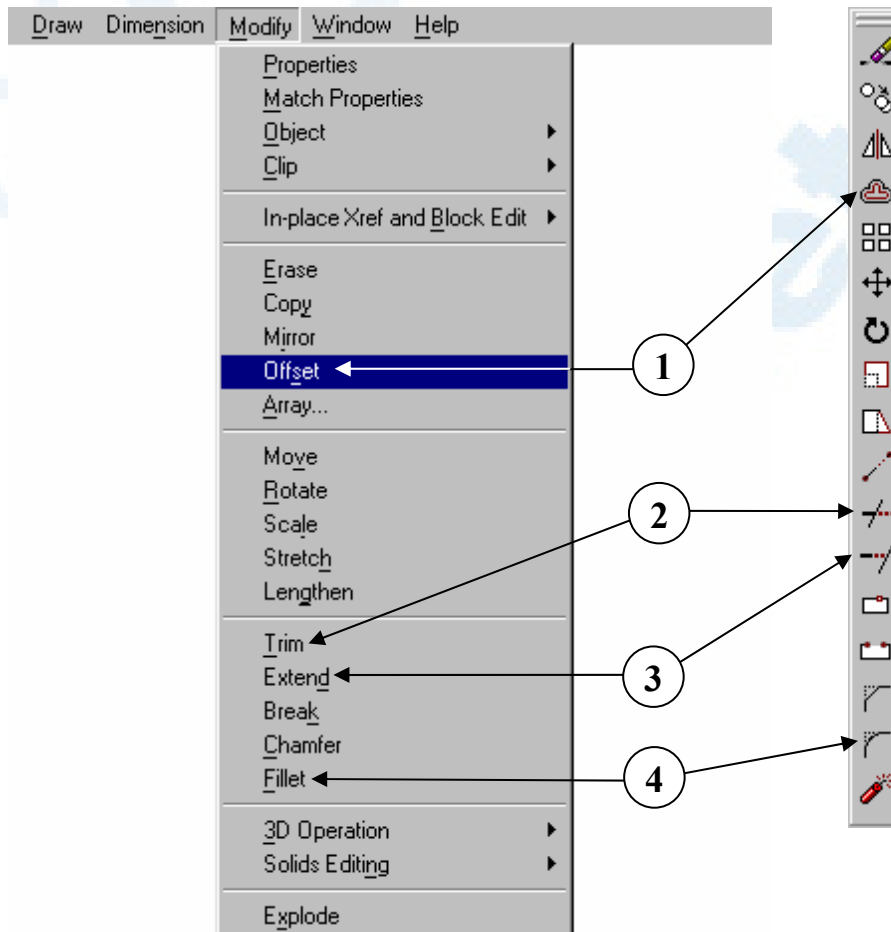 Draw Dimension Modify Window Help
Properties
Match Properties
Object
Clip
In-place Xref and Block Edit
Erase
Copy
Mirror
Offset
Array...
Move
Rotate
Scale
Stretch
Lengthen
Trim
Extend
Break
Chamfer
Fillet
3D Operation
Solids Editing
Explode
1
2
3
4